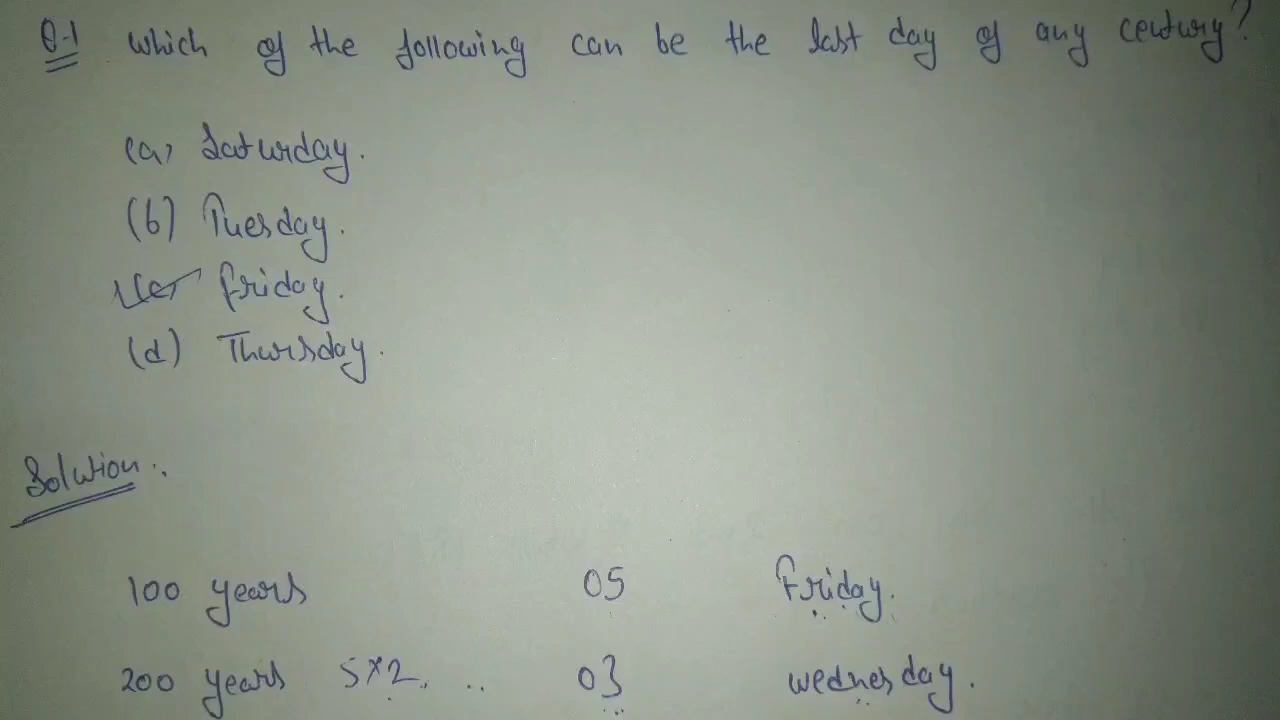 Q.1 Which of the following can be the last day of any century?
(a) Saturday.
(b) Tuesday.
(c) friday.
(d) Thursday.
Solution:.
100 years 05 friday.
200 years 5×2. .. 03 wednesday.